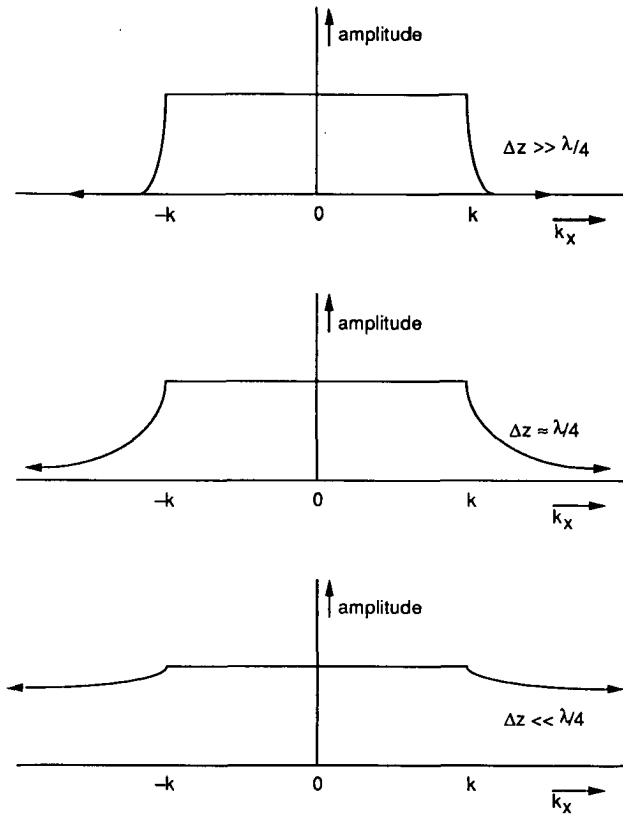 amplitude
Δz >> λ/4
−k 0 k
k_x
amplitude
Δz ≈ λ/4
−k 0 k
k_x
amplitude
Δz << λ/4
−k 0 k
k_x